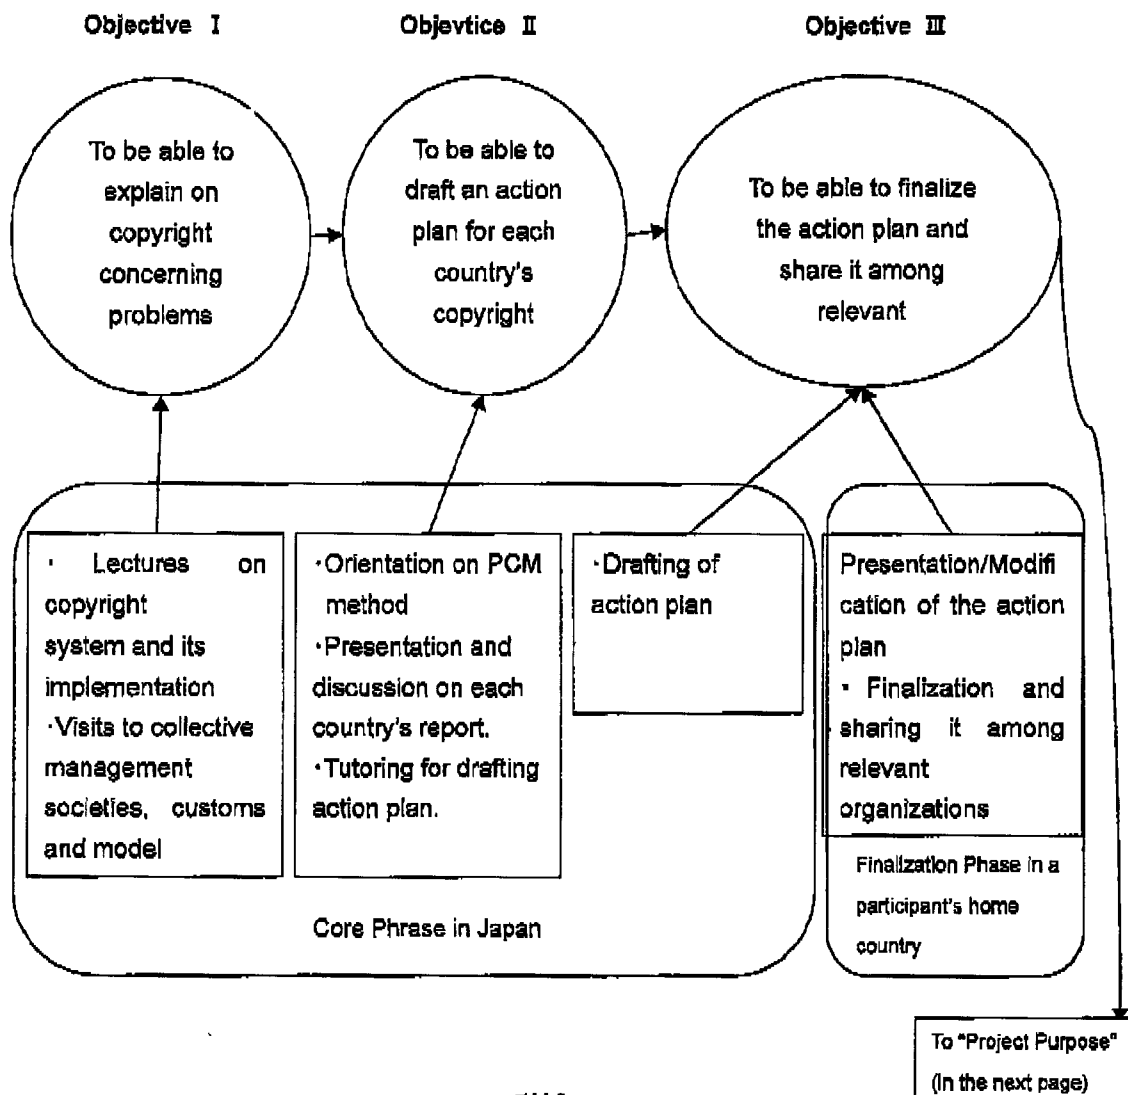 Objective I
Objevtice II
Objective III
To be able to
explain on
copyright
concerning
problems
To be able to
draft an action
plan for each
country's
copyright
To be able to finalize
the action plan and
share it among
relevant
· Lectures on
copyright
system and its
implementation
·Visits to collective
management
societies, customs
and model
·Orientation on PCM
method
·Presentation and
discussion on each
country's report.
·Tutoring for drafting
action plan.
·Drafting of
action plan
Presentation/Modifi
cation of the action
plan
· Finalization and
sharing it among
relevant
organizations
Core Phrase in Japan
Finalization Phase in a
participant's home
country
To "Project Purpose"
(In the next page)